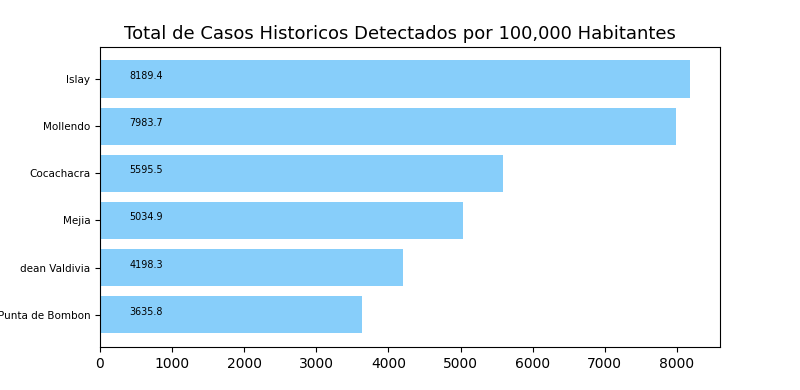 Total de Casos Historicos Detectados por 100,000 Habitantes
Islay 8189.4
Mollendo 7983.7
Cocachacra 5595.5
Mejia 5034.9
dean Valdivia 4198.3
Punta de Bombon 3635.8
0 1000 2000 3000 4000 5000 6000 7000 8000